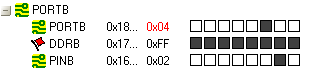 PORTB
PORTB 0x18... 0x04
DDRB 0x17... 0xFF
PINB 0x16... 0x02